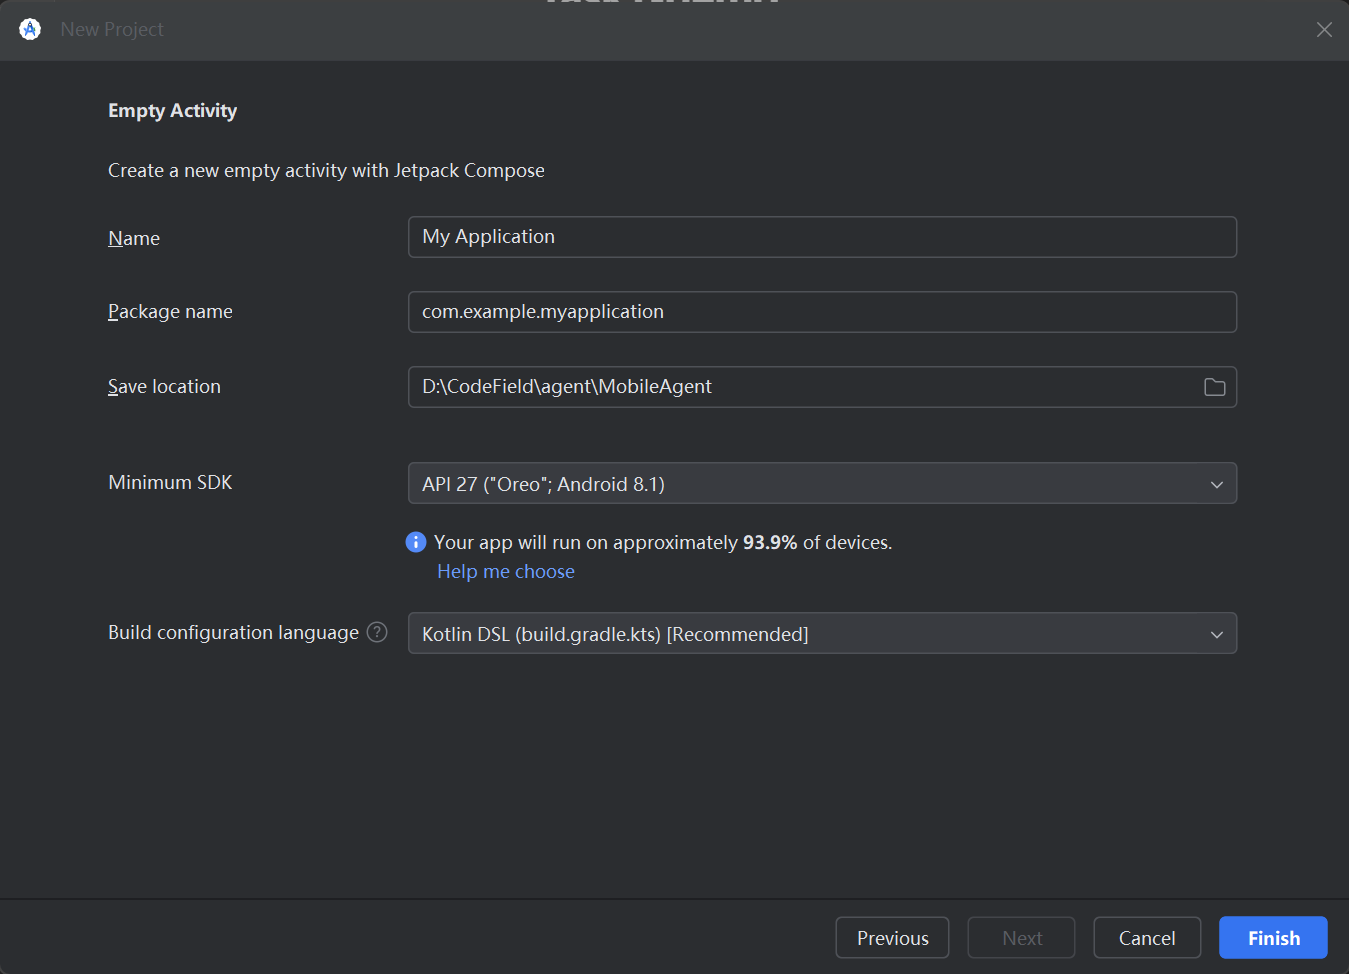 New Project
Empty Activity
Create a new empty activity with Jetpack Compose
Name
My Application
Package name
com.example.myapplication
Save location
D:\CodeField\agent\MobileAgent
Minimum SDK
API 27 ("Oreo"; Android 8.1)
Your app will run on approximately 93.9% of devices.
Help me choose
Build configuration language
Kotlin DSL (build.gradle.kts) [Recommended]
Previous
Next
Cancel
Finish